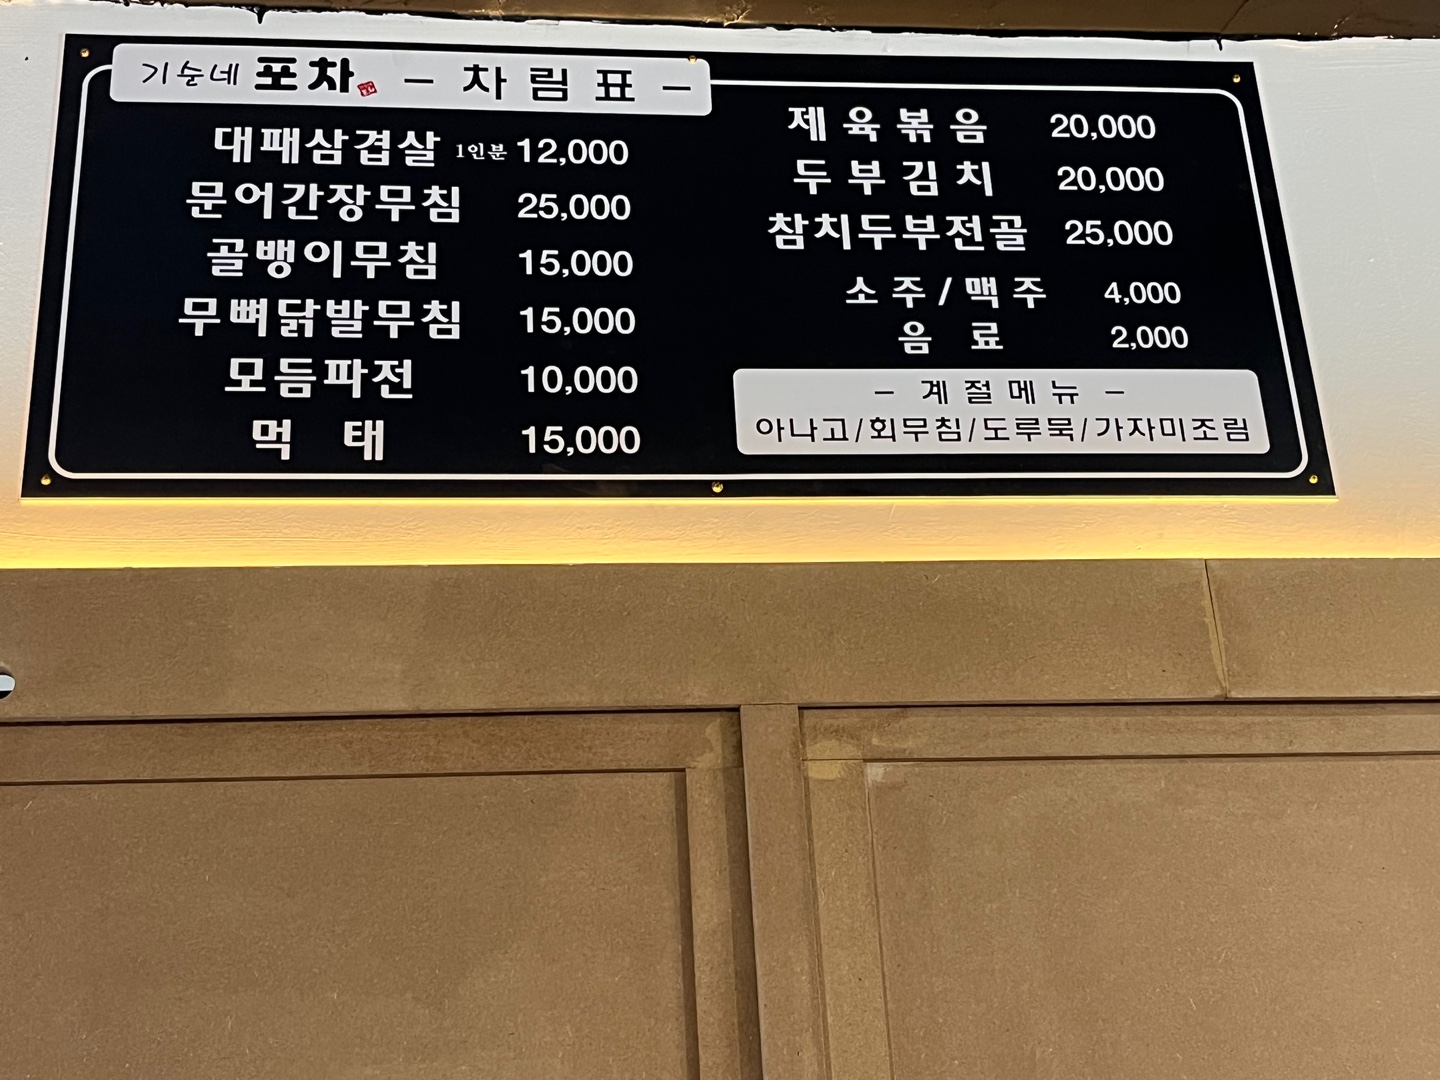 기순네 포차 - 차림표 -
대패삼겹살 1인분 12,000
문어간장무침 25,000
골뱅이무침 15,000
무뼈닭발무침 15,000
모듬파전 10,000
먹태 15,000
제육볶음 20,000
두부김치 20,000
참치두부전골 25,000
소주/맥주 4,000
음료 2,000
- 계절메뉴 -
아나고/회무침/도루묵/가자미조림